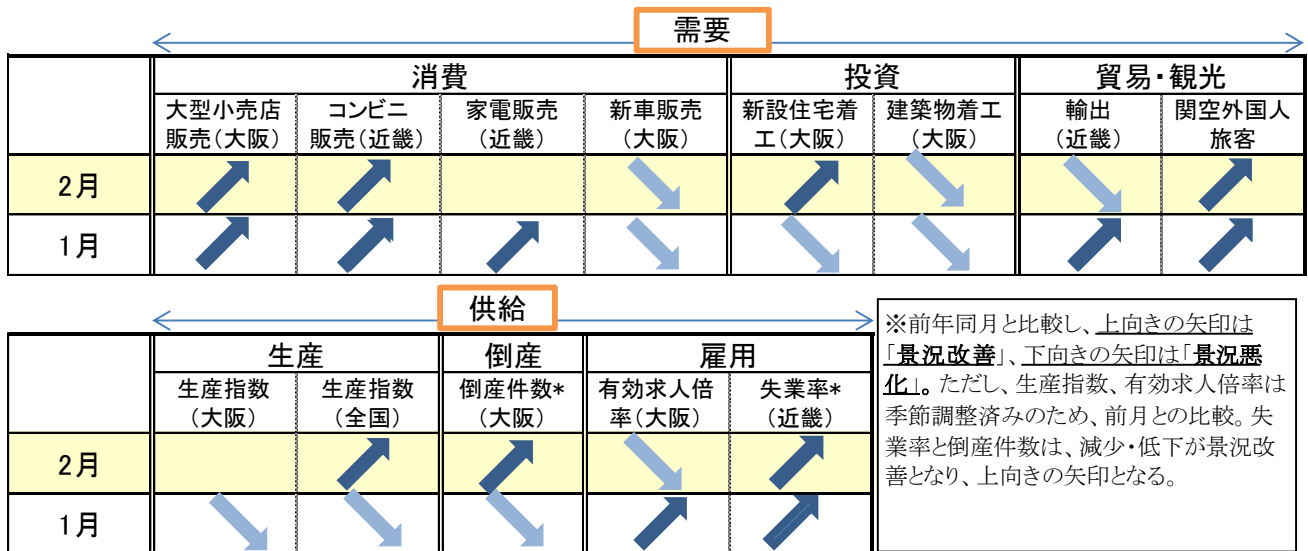 需要
消費 投資 貿易・観光
大型小売店 コンビニ 家電販売 新車販売 新設住宅着 建築物着工 輸出 関空外国人
販売(大阪) 販売(近畿) (近畿) (大阪) 工(大阪) (大阪) (近畿) 旅客
2月
1月
供給
生産 倒産 雇用
生産指数 生産指数 倒産件数* 有効求人倍 失業率*
(大阪) (全国) (大阪) 率(大阪) (近畿)
2月
1月
※前年同月と比較し、上向きの矢印は
「景況改善」、下向きの矢印は「景況悪
化」。ただし、生産指数、有効求人倍率は
季節調整済みのため、前月との比較。失
業率と倒産件数は、減少・低下が景況改
善となり、上向きの矢印となる。